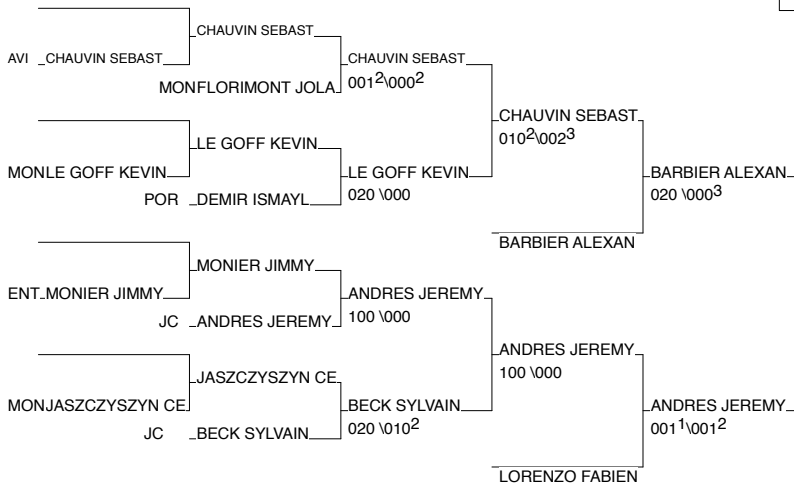 CHAUVIN SEBAST
AVI CHAUVIN SEBAST
CHAUVIN SEBAST
MONFLORIMONT JOLA
001²\000²
CHAUVIN SEBAST
010²\002³
LE GOFF KEVIN
MONLE GOFF KEVIN
LE GOFF KEVIN
BARBIER ALEXAN
POR DEMIR ISMAYL
020 \000
020 \000³
BARBIER ALEXAN
MONIER JIMMY
ENT MONIER JIMMY
ANDRES JEREMY
JC ANDRES JEREMY
100 \000
ANDRES JEREMY
100 \000
JASZCZYSZYN CE
MONJASZCZYSZYN CE
BECK SYLVAIN
ANDRES JEREMY
JC BECK SYLVAIN
020 \010²
001¹\001²
LORENZO FABIEN